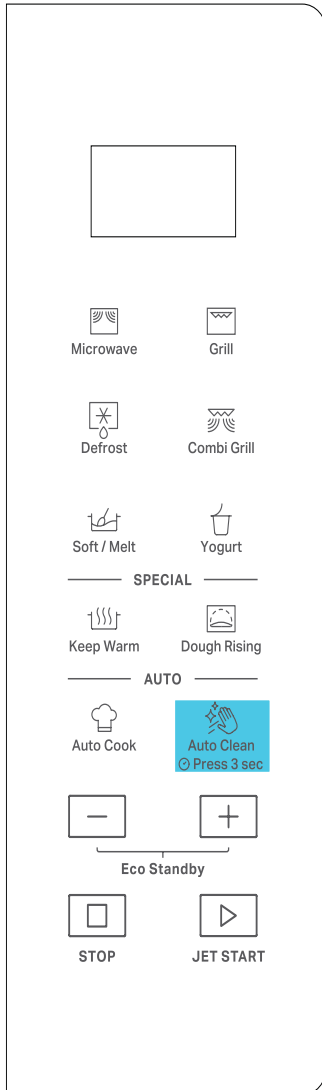 Microwave
Grill
Defrost
Combi Grill
Soft / Melt
Yogurt
SPECIAL
Keep Warm
Dough Rising
AUTO
Auto Cook
Auto Clean
Press 3 sec
Eco Standby
STOP
JET START